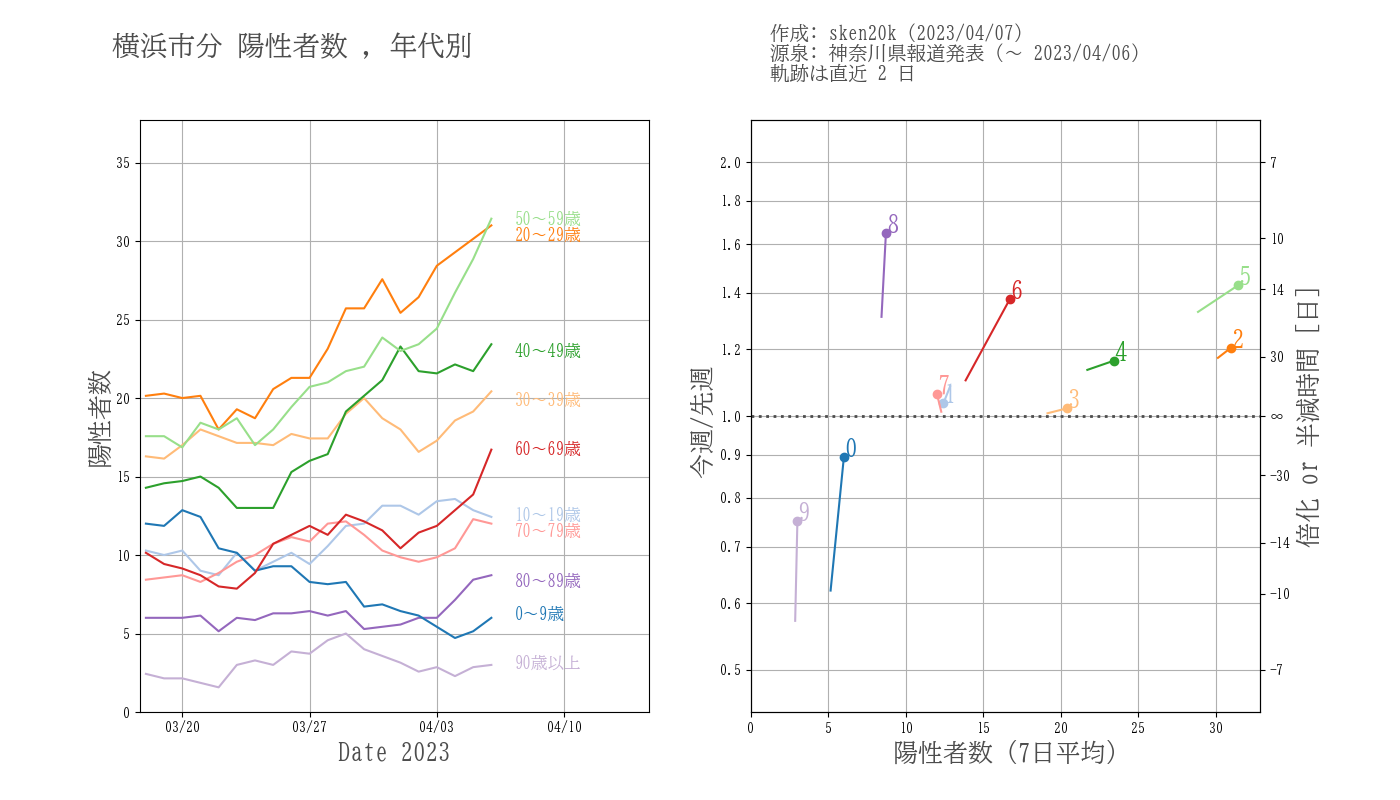 横浜市分 陽性者数 , 年代別
作成: sken20k (2023/04/07)
源泉: 神奈川県報道発表 (〜 2023/04/06)
軌跡は直近 2 日
陽性者数
35
30
25
20
15
10
5
0
50〜59歳
20〜29歳
40〜49歳
30〜39歳
60〜69歳
10〜19歳
70〜79歳
80〜89歳
0〜9歳
90歳以上
03/20 03/27 04/03 04/10
Date 2023
今週/先週
2.0
1.8
1.6
1.4
1.2
1.0
0.9
0.8
0.7
0.6
0.5
8
5
6
2
4
7
1
3
0
9
7
10
14
30
∞
−30
−14
−10
−7
倍化 or 半減時間 [日]
0 5 10 15 20 25 30
陽性者数 (7日平均)